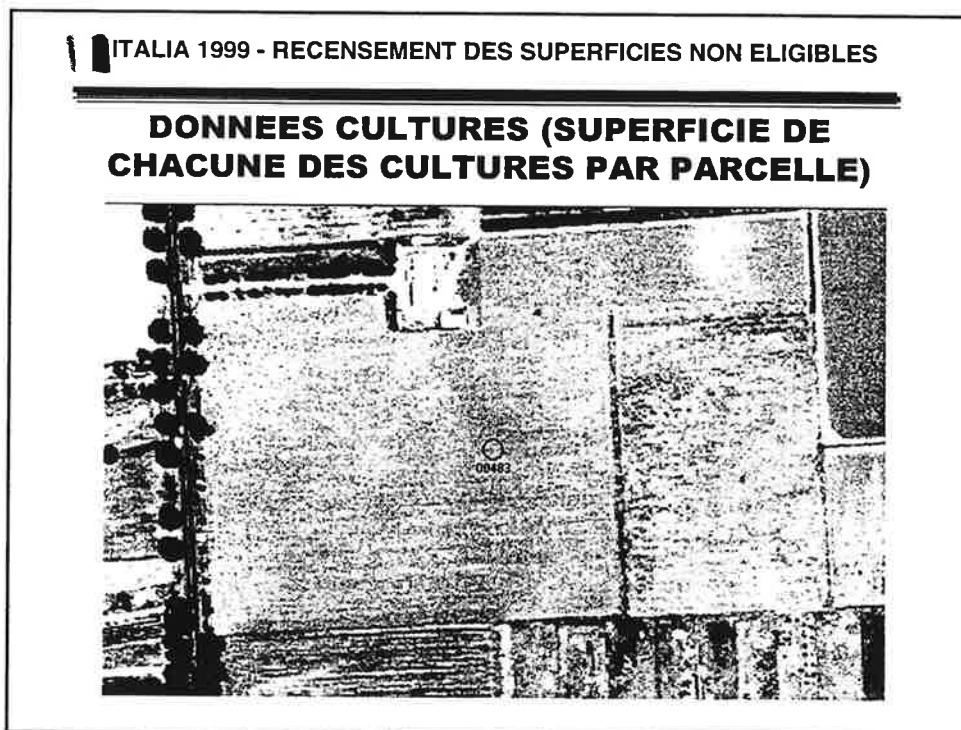 ITALIA 1999 - RECENSEMENT DES SUPERFICIES NON ELIGIBLES
DONNEES CULTURES (SUPERFICIE DE
CHACUNE DES CULTURES PAR PARCELLE)
00483